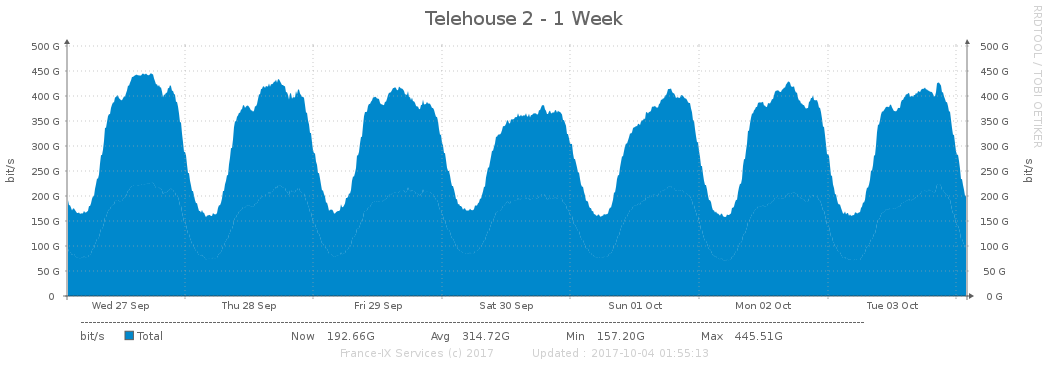 Telehouse 2 - 1 Week
RRDTOOL / TOBI OETIKER
500 G 500 G
450 G 450 G
400 G 400 G
350 G 350 G
300 G 300 G
250 G 250 G
200 G 200 G
150 G 150 G
100 G 100 G
50 G 50 G
0 0 G
bit/s bit/s
Wed 27 Sep Thu 28 Sep Fri 29 Sep Sat 30 Sep Sun 01 Oct Mon 02 Oct Tue 03 Oct
bit/s Total Now 192.66G Avg 314.72G Min 157.20G Max 445.51G
France-IX Services (c) 2017 Updated : 2017-10-04 01:55:13